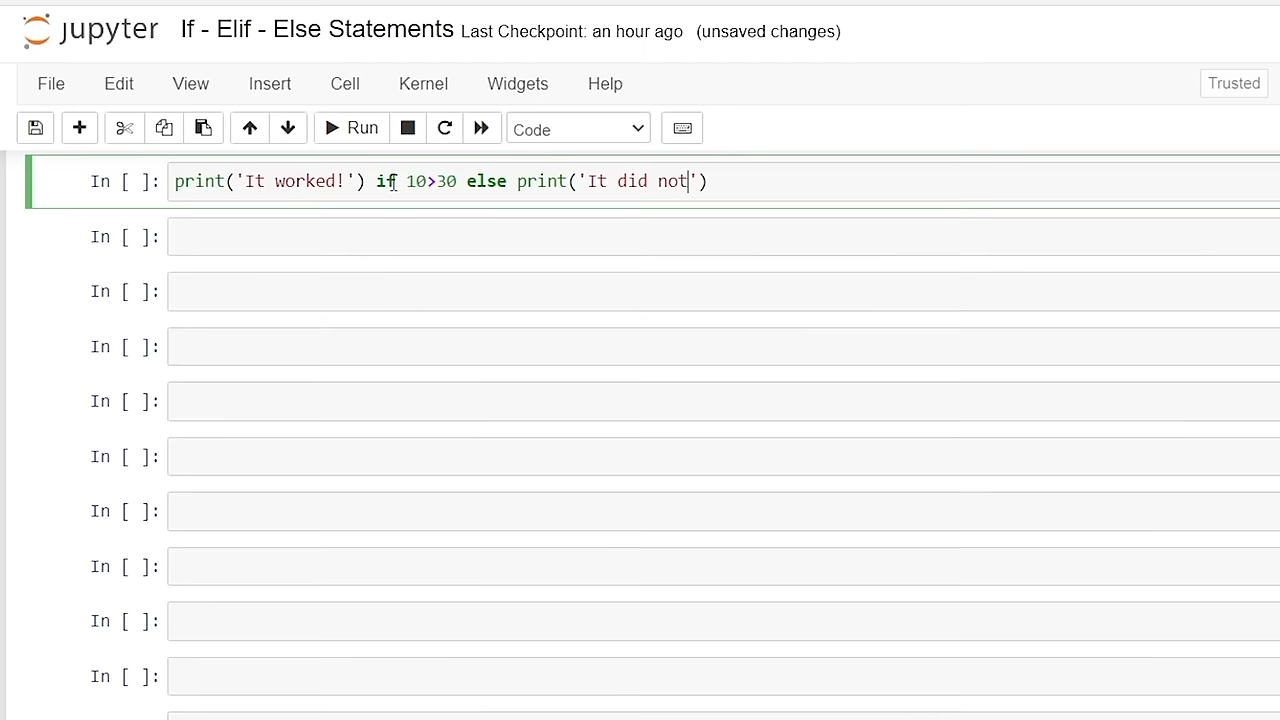 jupyter If - Elif - Else Statements Last Checkpoint: an hour ago (unsaved changes)
File Edit View Insert Cell Kernel Widgets Help Trusted
Run Code
In [ ]: print('It worked!') if 10>30 else print('It did not')
In [ ]:
In [ ]:
In [ ]:
In [ ]:
In [ ]:
In [ ]:
In [ ]:
In [ ]:
In [ ]: